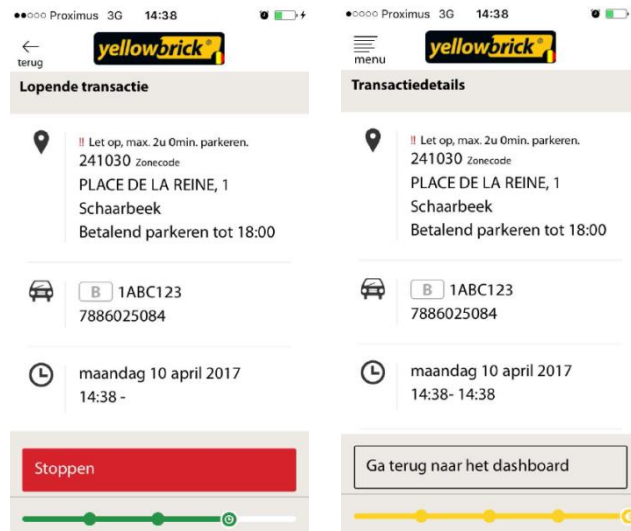 Proximus 3G 14:38
terug
yellowbrick
Lopende transactie
!! Let op, max. 2u 0min. parkeren.
241030 Zonecode
PLACE DE LA REINE, 1
Schaarbeek
Betalend parkeren tot 18:00
B 1ABC123
7886025084
maandag 10 april 2017
14:38 -
Stoppen
Proximus 3G 14:38
menu
yellowbrick
Transactiedetails
!! Let op, max. 2u 0min. parkeren.
241030 Zonecode
PLACE DE LA REINE, 1
Schaarbeek
Betalend parkeren tot 18:00
B 1ABC123
7886025084
maandag 10 april 2017
14:38- 14:38
Ga terug naar het dashboard